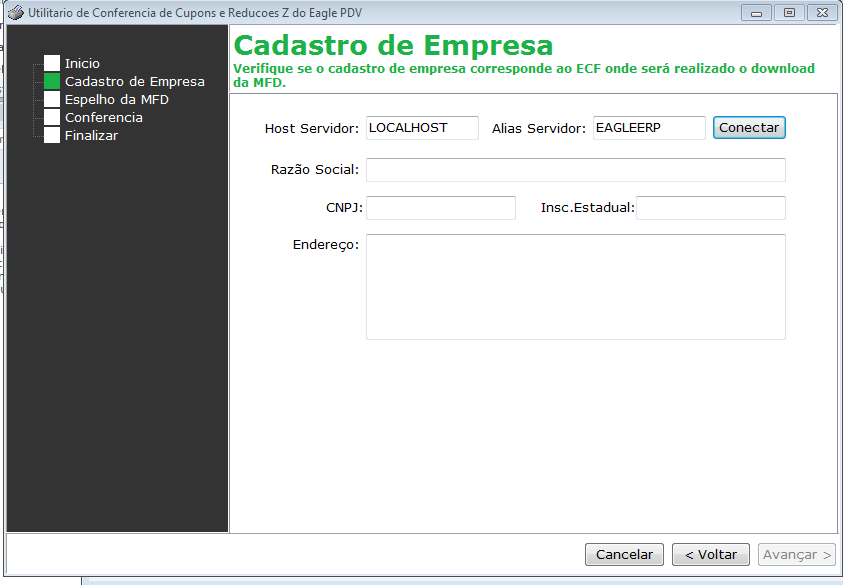 Utilitario de Conferencia de Cupons e Reducoes Z do Eagle PDV
Inicio
Cadastro de Empresa
Espelho da MFD
Conferencia
Finalizar
Cadastro de Empresa
Verifique se o cadastro de empresa corresponde ao ECF onde será realizado o download
da MFD.
Host Servidor: LOCALHOST Alias Servidor: EAGLEERP Conectar
Razão Social:
CNPJ: Insc.Estadual:
Endereço:
Cancelar < Voltar Avançar >